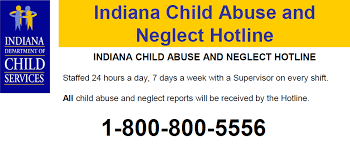 INDIANA
DEPARTMENT OF
CHILD
SERVICES
Indiana Child Abuse and
Neglect Hotline
INDIANA CHILD ABUSE AND NEGLECT HOTLINE
Staffed 24 hours a day, 7 days a week with a Supervisor on every shift.
All child abuse and neglect reports will be received by the Hotline.
1-800-800-5556